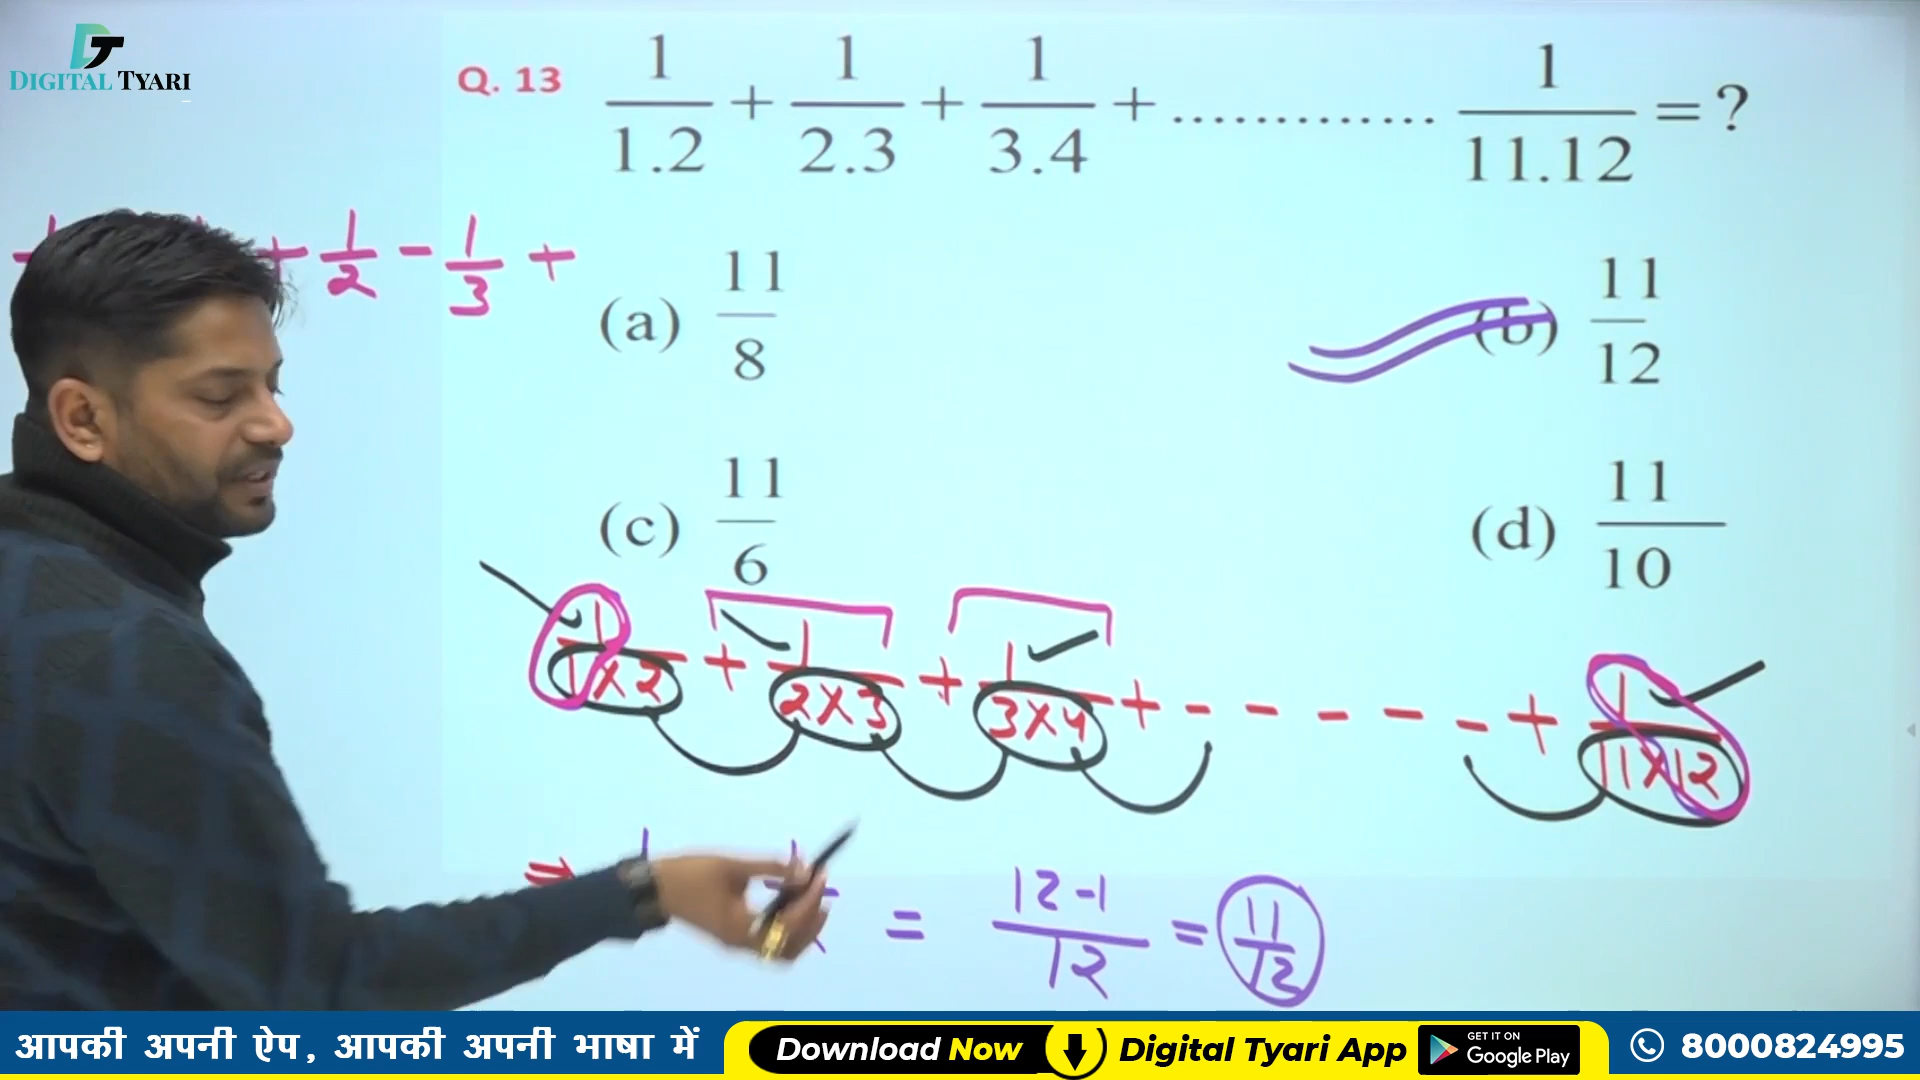 DIGITAL TYARI
Q. 13 1/1.2 + 1/2.3 + 1/3.4 + ............. 1/11.12 = ?
+ 1/2 - 1/3 +
(a) 11/8
(b) 11/12
(c) 11/6
(d) 11/10
1/1×2 + 1/2×3 + 1/3×4 + - - - - - + 1/11×12
⇒ = 12-1/12 = 11/12
आपकी अपनी ऐप, आपकी अपनी भाषा में
Download Now
Digital Tyari App
GET IT ON
Google Play
8000824995